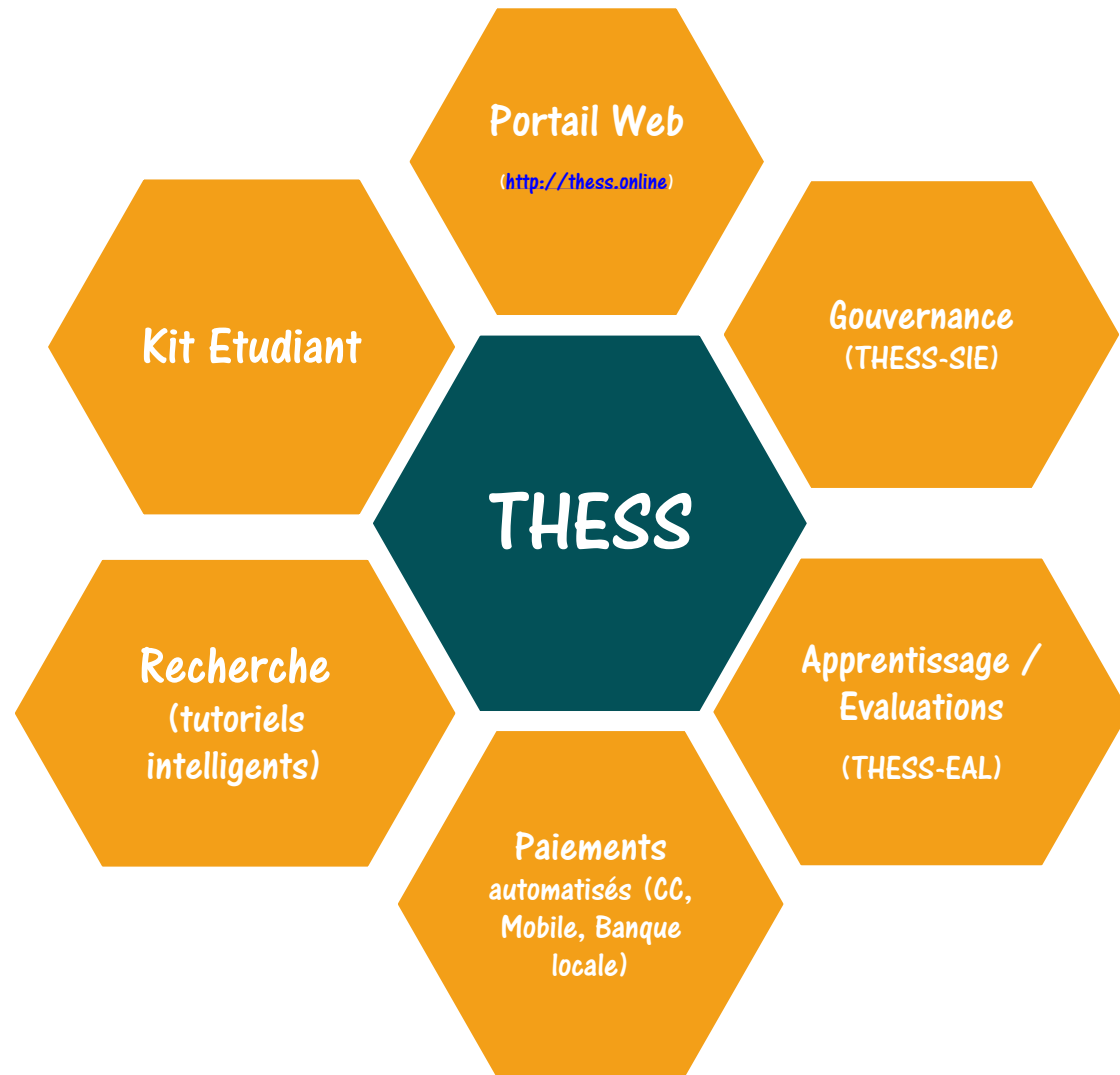 Portail Web
(http://thess.online)
Gouvernance
(THESS-SIE)
Kit Etudiant
THESS
Recherche
(tutoriels
intelligents)
Apprentissage /
Evaluations
(THESS-EAL)
Paiements
automatisés (CC,
Mobile, Banque
locale)